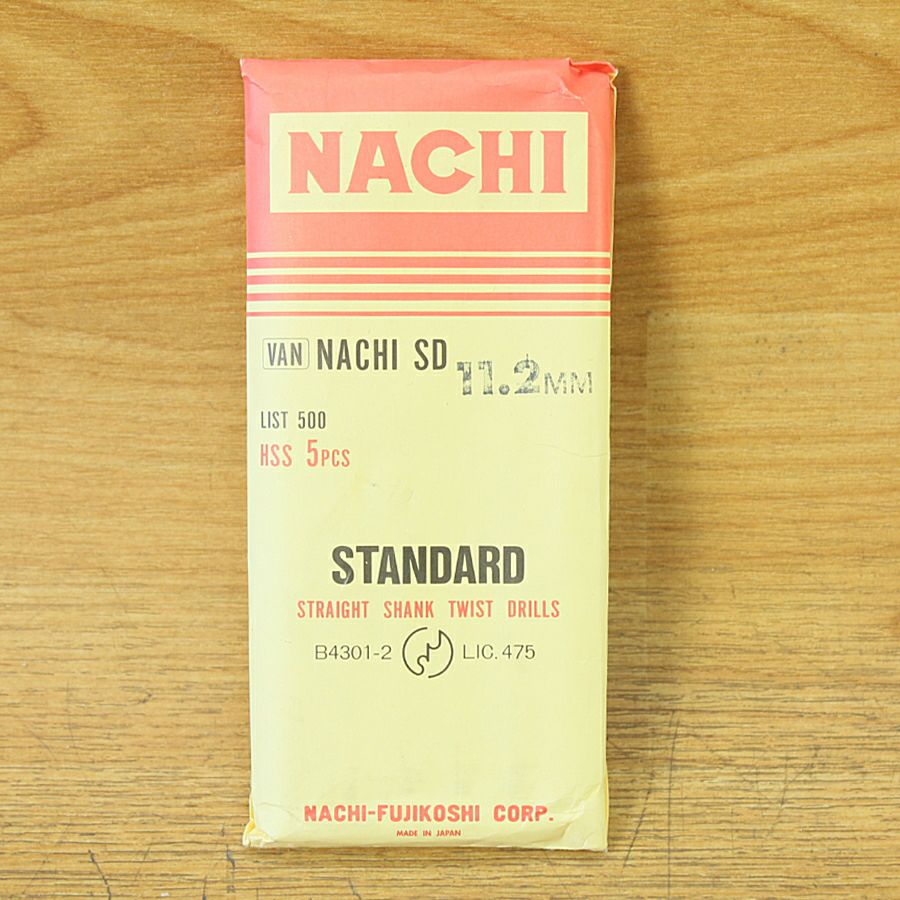 NACHI
VAN NACHI SD 11.2MM
LIST 500
HSS 5PCS
STANDARD
STRAIGHT SHANK TWIST DRILLS
B4301-2 LIC. 475
NACHI-FUJIKOSHI CORP.
MADE IN JAPAN